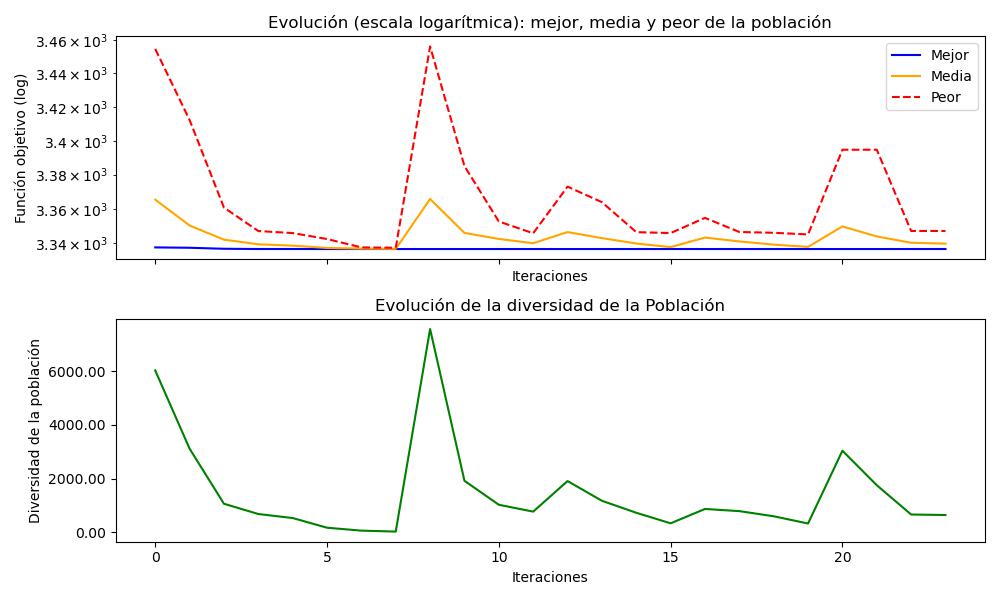 Evolución (escala logarítmica): mejor, media y peor de la población
3.46 × 10³
3.44 × 10³
3.42 × 10³
3.4 × 10³
3.38 × 10³
3.36 × 10³
3.34 × 10³
Función objetivo (log)
Mejor
Media
Peor
Iteraciones
Evolución de la diversidad de la Población
6000.00
4000.00
2000.00
0.00
Diversidad de la población
0 5 10 15 20
Iteraciones